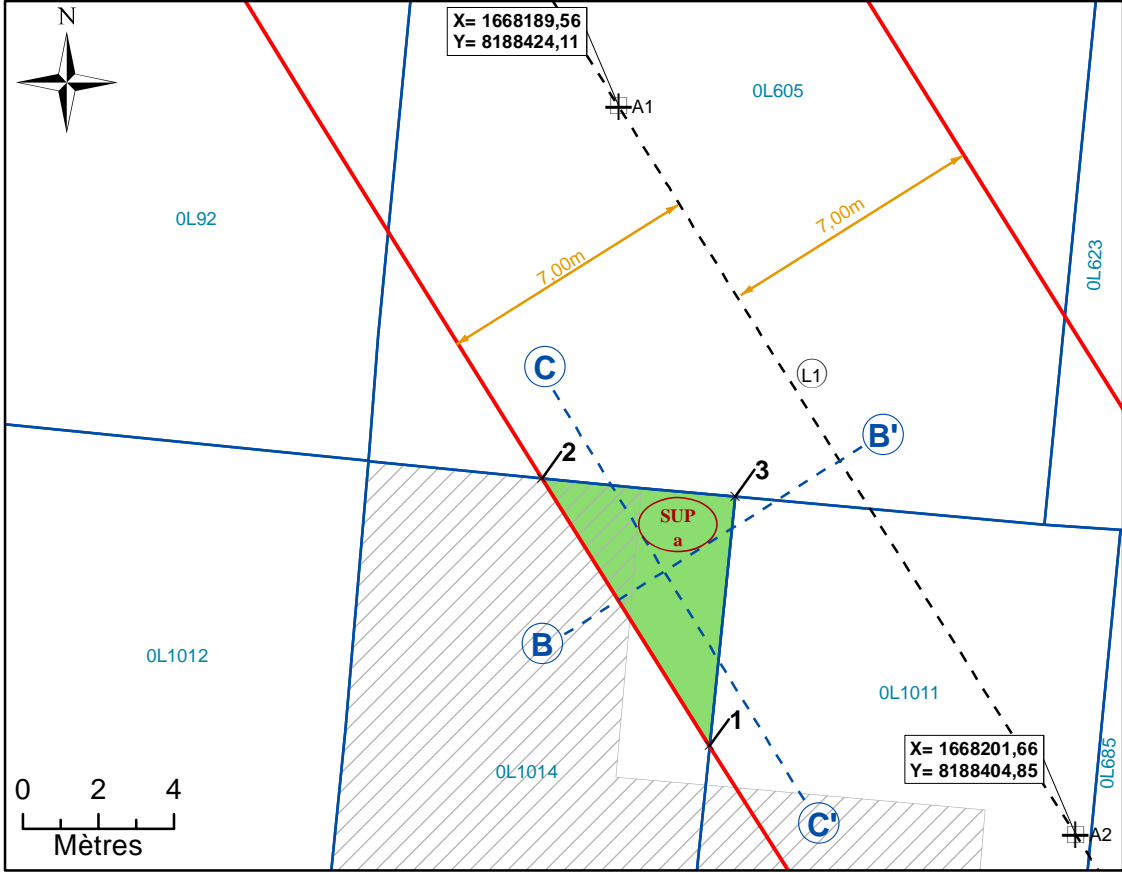 N
X= 1668189,56
Y= 8188424,11
A1
0L605
0L92
7,00m
7,00m
0L623
C
L1
B'
2
3
SUP
a
B
0L1012
0L1011
1
X= 1668201,66
Y= 8188404,85
0L685
0L1014
0 2 4
Mètres
C'
A2